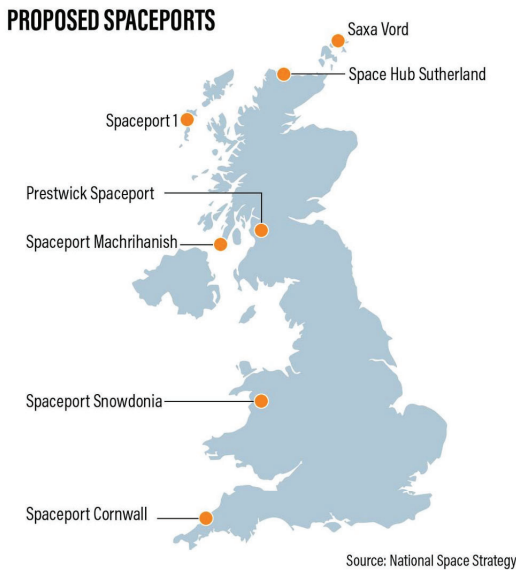 PROPOSED SPACEPORTS
Saxa Vord
Space Hub Sutherland
Spaceport 1
Prestwick Spaceport
Spaceport Machrihanish
Spaceport Snowdonia
Spaceport Cornwall
Source: National Space Strategy